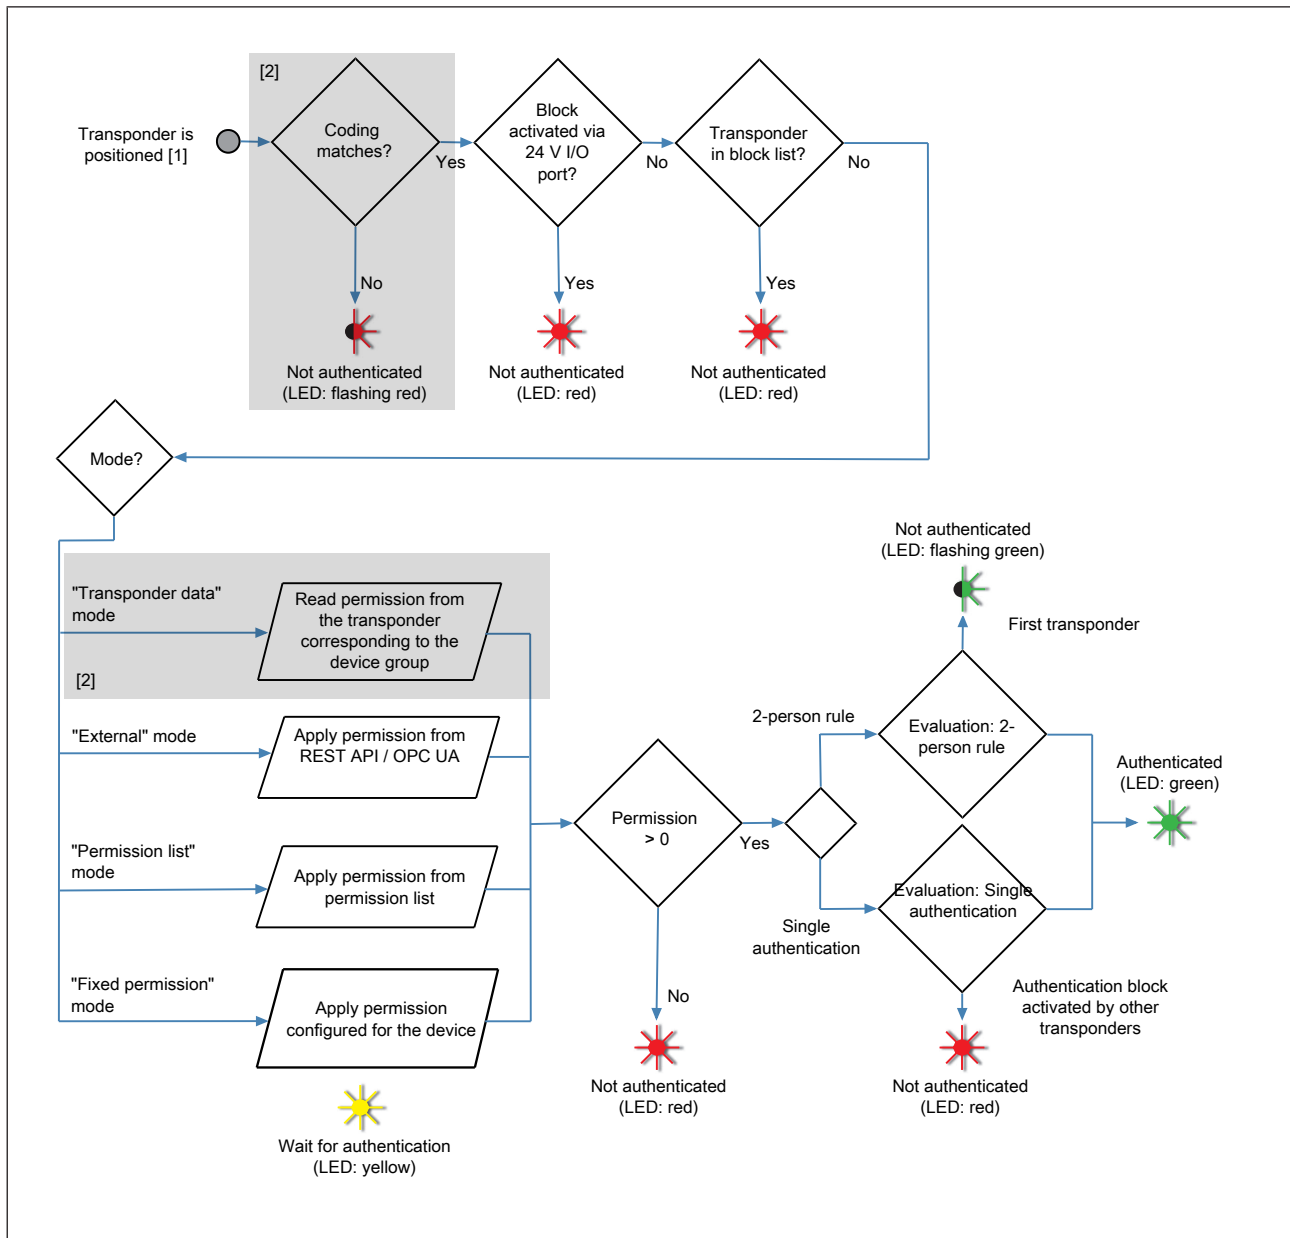 [2]
Transponder is
positioned [1]
Coding
matches?
Yes
Block
activated via
24 V I/O
port?
No
Transponder
in block list?
No
No
Yes
Yes
Not authenticated
(LED: flashing red)
Not authenticated
(LED: red)
Not authenticated
(LED: red)
Mode?
"Transponder data"
mode
Read permission from
the transponder
corresponding to the
device group
[2]
"External" mode
Apply permission from
REST API / OPC UA
"Permission list"
mode
Apply permission from
permission list
"Fixed permission"
mode
Apply permission
configured for the device
Wait for authentication
(LED: yellow)
Permission
> 0
Yes
No
Not authenticated
(LED: red)
2-person rule
Single
authentication
Not authenticated
(LED: flashing green)
First transponder
Evaluation: 2-
person rule
Authenticated
(LED: green)
Evaluation: Single
authentication
Authentication block
activated by other
transponders
Not authenticated
(LED: red)